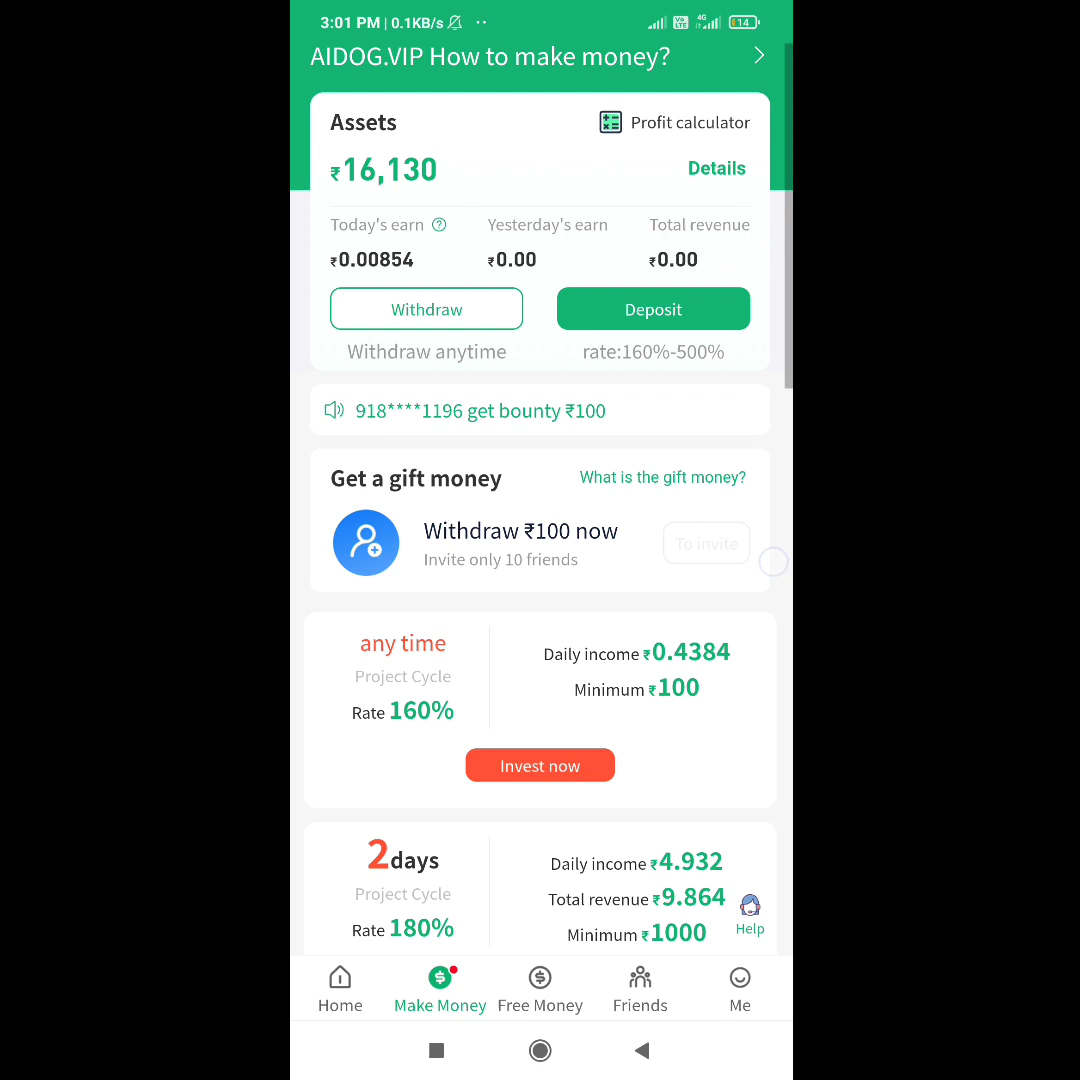 3:01 PM | 0.1KB/s
Vo LTE 4G 14
AIDOG.VIP How to make money?
Assets
Profit calculator
₹16,130
Details
Today's earn ? Yesterday's earn Total revenue
₹0.00854 ₹0.00 ₹0.00
Withdraw Deposit
Withdraw anytime rate:160%-500%
918****1196 get bounty ₹100
Get a gift money What is the gift money?
Withdraw ₹100 now
To invite
Invite only 10 friends
any time
Project Cycle
Rate 160%
Daily income ₹0.4384
Minimum ₹100
Invest now
2 days
Project Cycle
Rate 180%
Daily income ₹4.932
Total revenue ₹9.864
Minimum ₹1000
Help
Home Make Money Free Money Friends Me